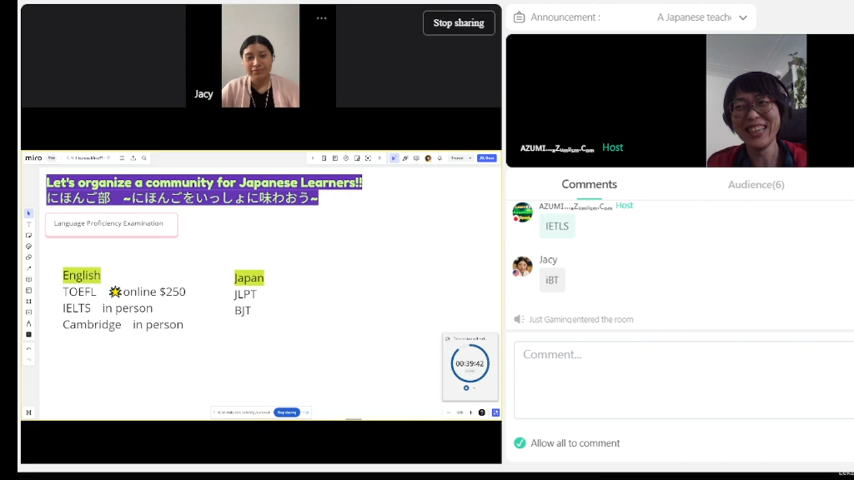 Stop sharing
Jacy
Announcement :
A Japanese teach
AZUMI
Host
Comments
Audience(6)
Host
IETLS
Jacy
iBT
Just Gaming entered the room
Comment...
Allow all to comment
miro
Let's organize a community for Japanese Learners!!
にほんご部 ~にほんごをいっしょに味わおう~
Language Proficiency Examination
English
TOEFL online $250
IELTS in person
Cambridge in person
Japan
JLPT
BJT
00:39:42
Stop sharing